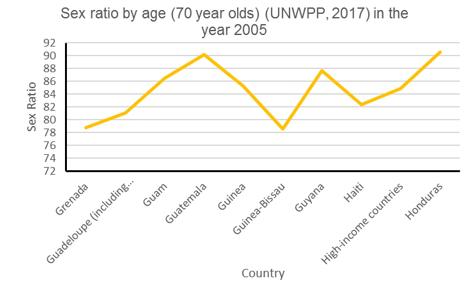 Sex ratio by age (70 year olds) (UNWPP, 2017) in the
year 2005
92
90
88
86
84
82
80
78
76
74
72
Sex Ratio
Grenada
Guadeloupe (including...
Guam
Guatemala
Guinea
Guinea-Bissau
Guyana
Haiti
High-income countries
Honduras
Country